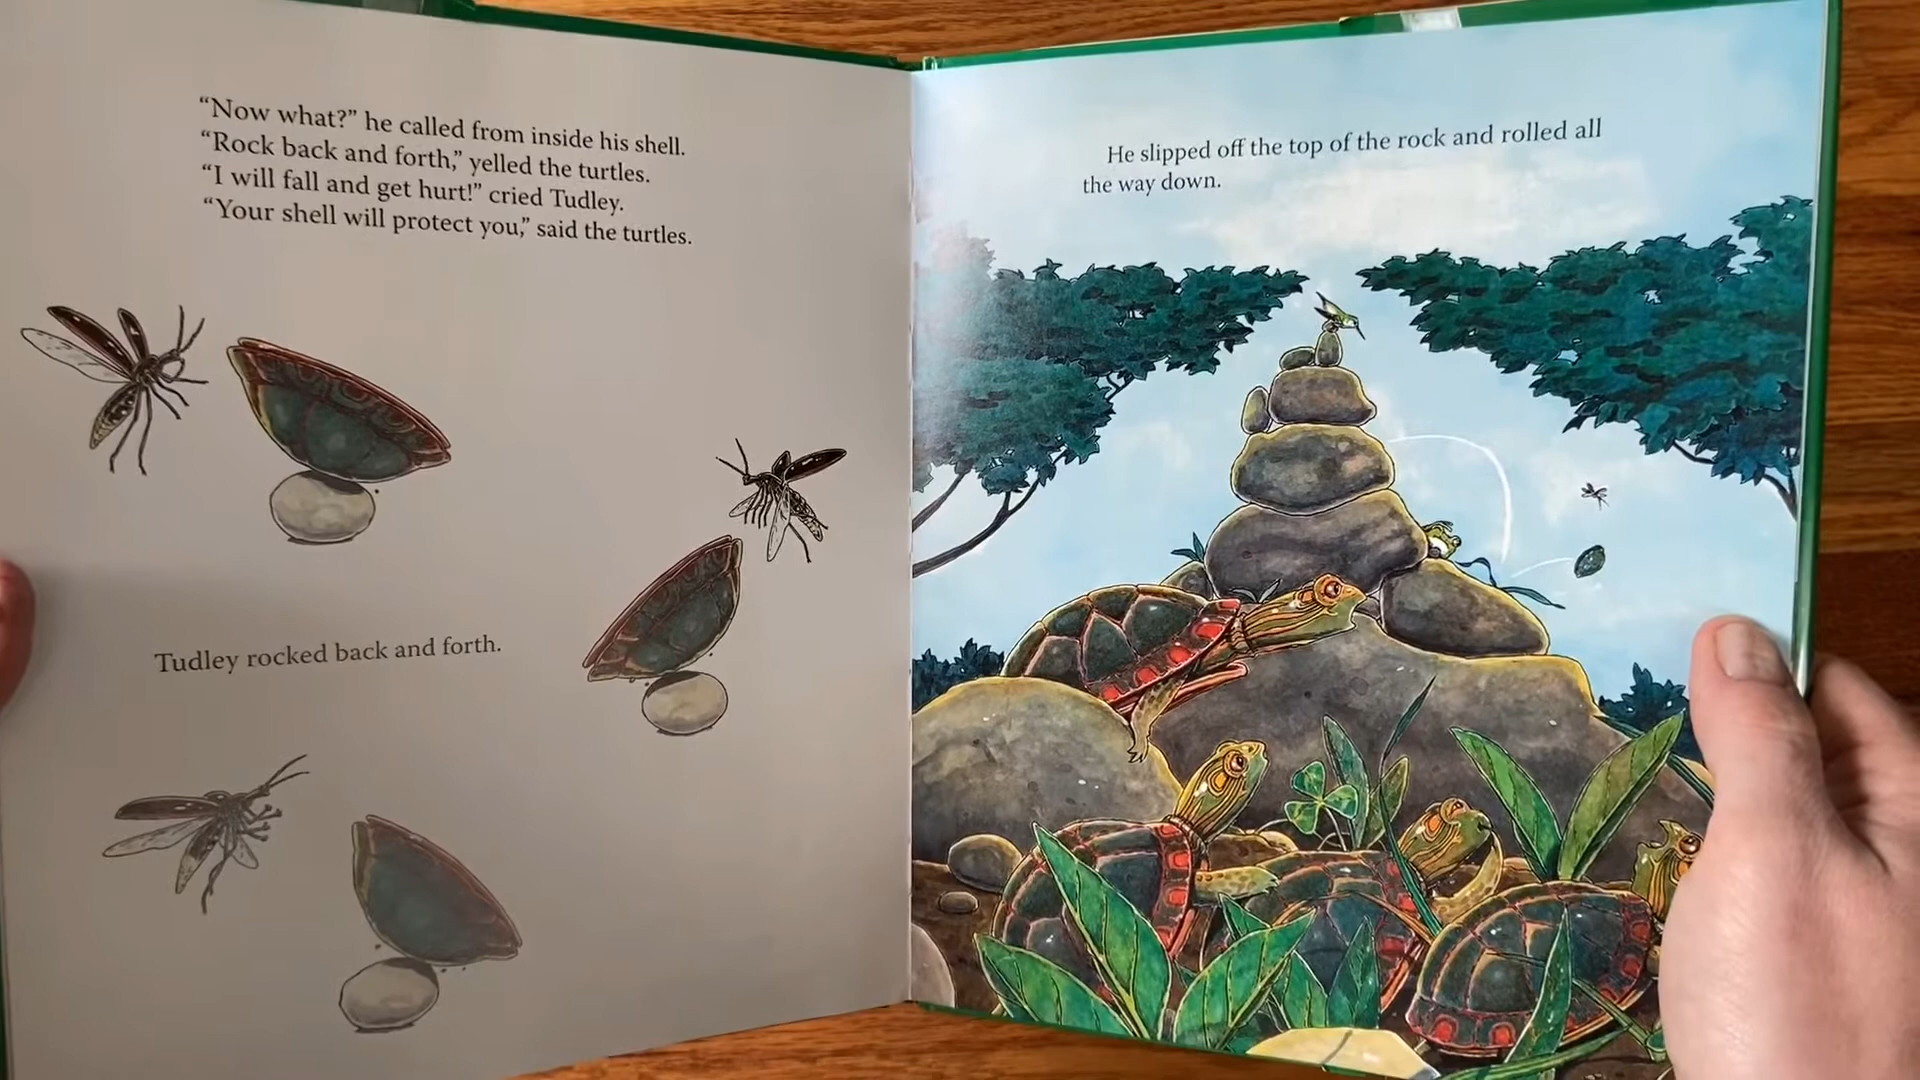 “Now what?” he called from inside his shell.
“Rock back and forth,” yelled the turtles.
“I will fall and get hurt!” cried Tudley.
“Your shell will protect you,” said the turtles.
Tudley rocked back and forth.
He slipped off the top of the rock and rolled all
the way down.